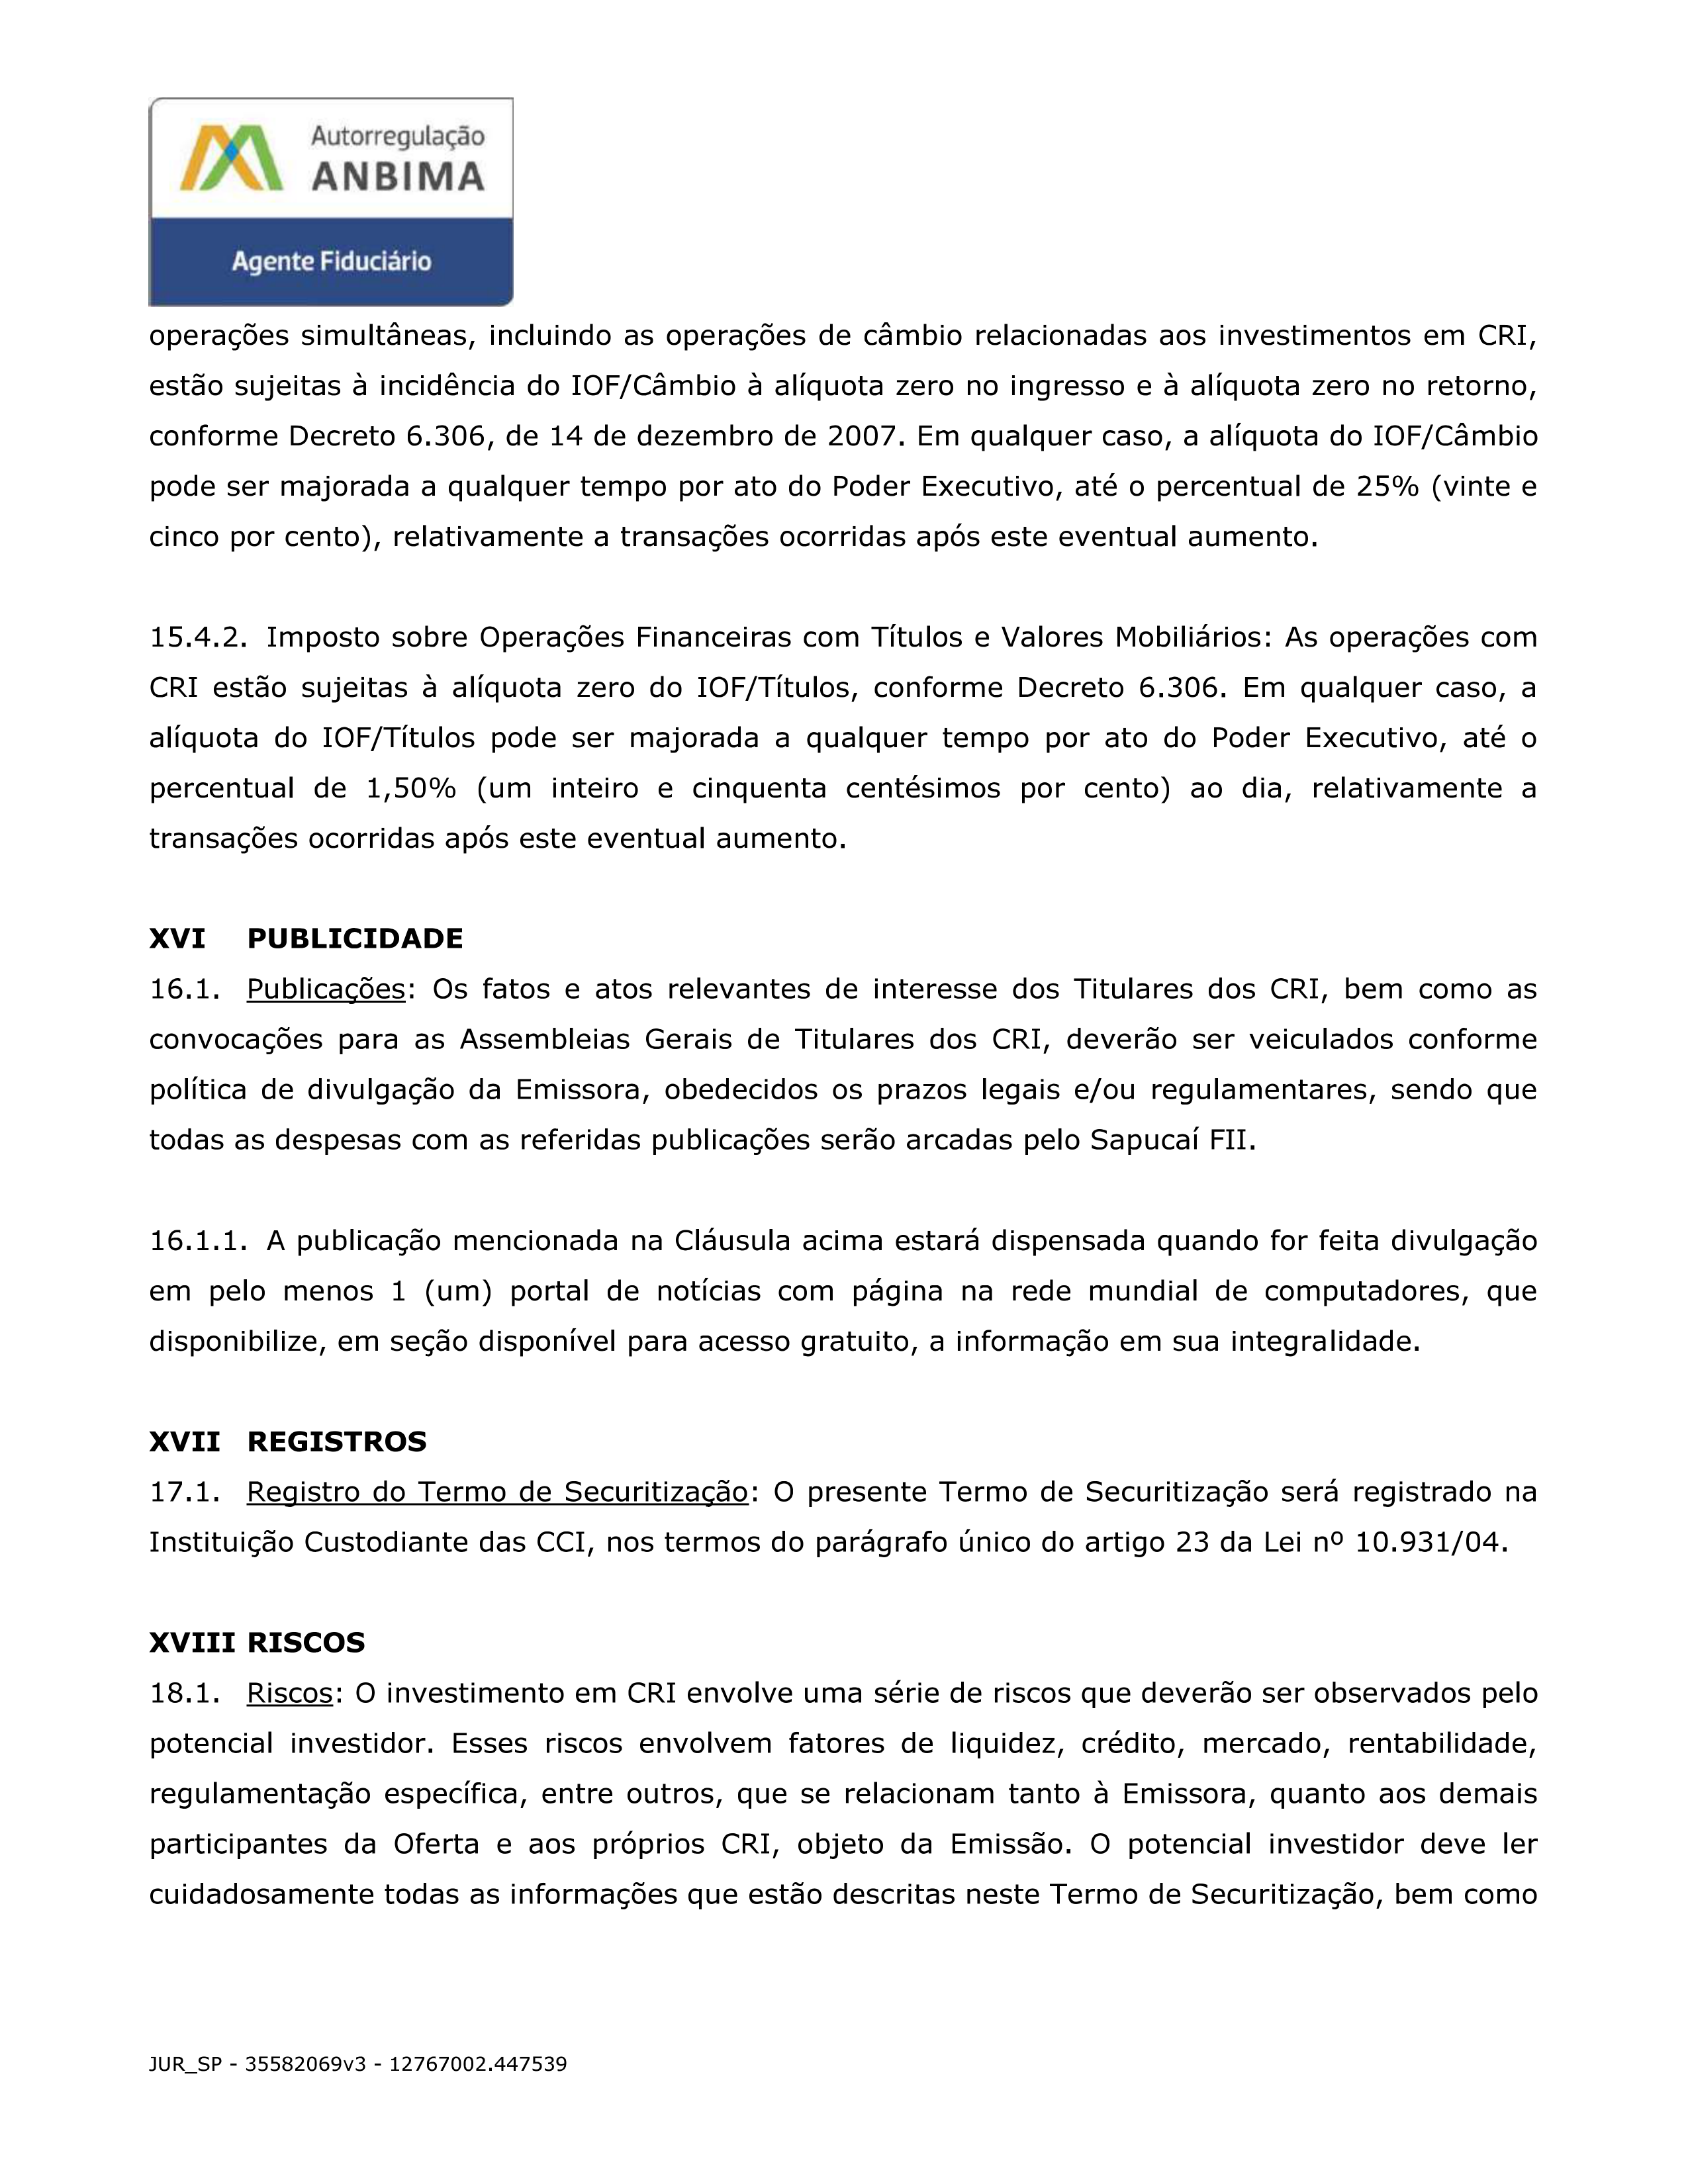 Autorregulação
ANBIMA
Agente Fiduciário
operações simultâneas, incluindo as operações de câmbio relacionadas aos investimentos em CRI,
estão sujeitas à incidência do IOF/Câmbio à alíquota zero no ingresso e à alíquota zero no retorno,
conforme Decreto 6.306, de 14 de dezembro de 2007. Em qualquer caso, a alíquota do IOF/Câmbio
pode ser majorada a qualquer tempo por ato do Poder Executivo, até o percentual de 25% (vinte e
cinco por cento), relativamente a transações ocorridas após este eventual aumento.
15.4.2. Imposto sobre Operações Financeiras com Títulos e Valores Mobiliários: As operações com
CRI estão sujeitas à alíquota zero do IOF/Títulos, conforme Decreto 6.306. Em qualquer caso, a
alíquota do IOF/Títulos pode ser majorada a qualquer tempo por ato do Poder Executivo, até o
percentual de 1,50% (um inteiro e cinquenta centésimos por cento) ao dia, relativamente a
transações ocorridas após este eventual aumento.
XVI PUBLICIDADE
16.1. Publicações: Os fatos e atos relevantes de interesse dos Titulares dos CRI, bem como as
convocações para as Assembleias Gerais de Titulares dos CRI, deverão ser veiculados conforme
política de divulgação da Emissora, obedecidos os prazos legais e/ou regulamentares, sendo que
todas as despesas com as referidas publicações serão arcadas pelo Sapucaí FII.
16.1.1. A publicação mencionada na Cláusula acima estará dispensada quando for feita divulgação
em pelo menos 1 (um) portal de notícias com página na rede mundial de computadores, que
disponibilize, em seção disponível para acesso gratuito, a informação em sua integralidade.
XVII REGISTROS
17.1. Registro do Termo de Securitização: O presente Termo de Securitização será registrado na
Instituição Custodiante das CCI, nos termos do parágrafo único do artigo 23 da Lei nº 10.931/04.
XVIII RISCOS
18.1. Riscos: O investimento em CRI envolve uma série de riscos que deverão ser observados pelo
potencial investidor. Esses riscos envolvem fatores de liquidez, crédito, mercado, rentabilidade,
regulamentação específica, entre outros, que se relacionam tanto à Emissora, quanto aos demais
participantes da Oferta e aos próprios CRI, objeto da Emissão. O potencial investidor deve ler
cuidadosamente todas as informações que estão descritas neste Termo de Securitização, bem como
JUR_SP - 35582069v3 - 12767002.447539